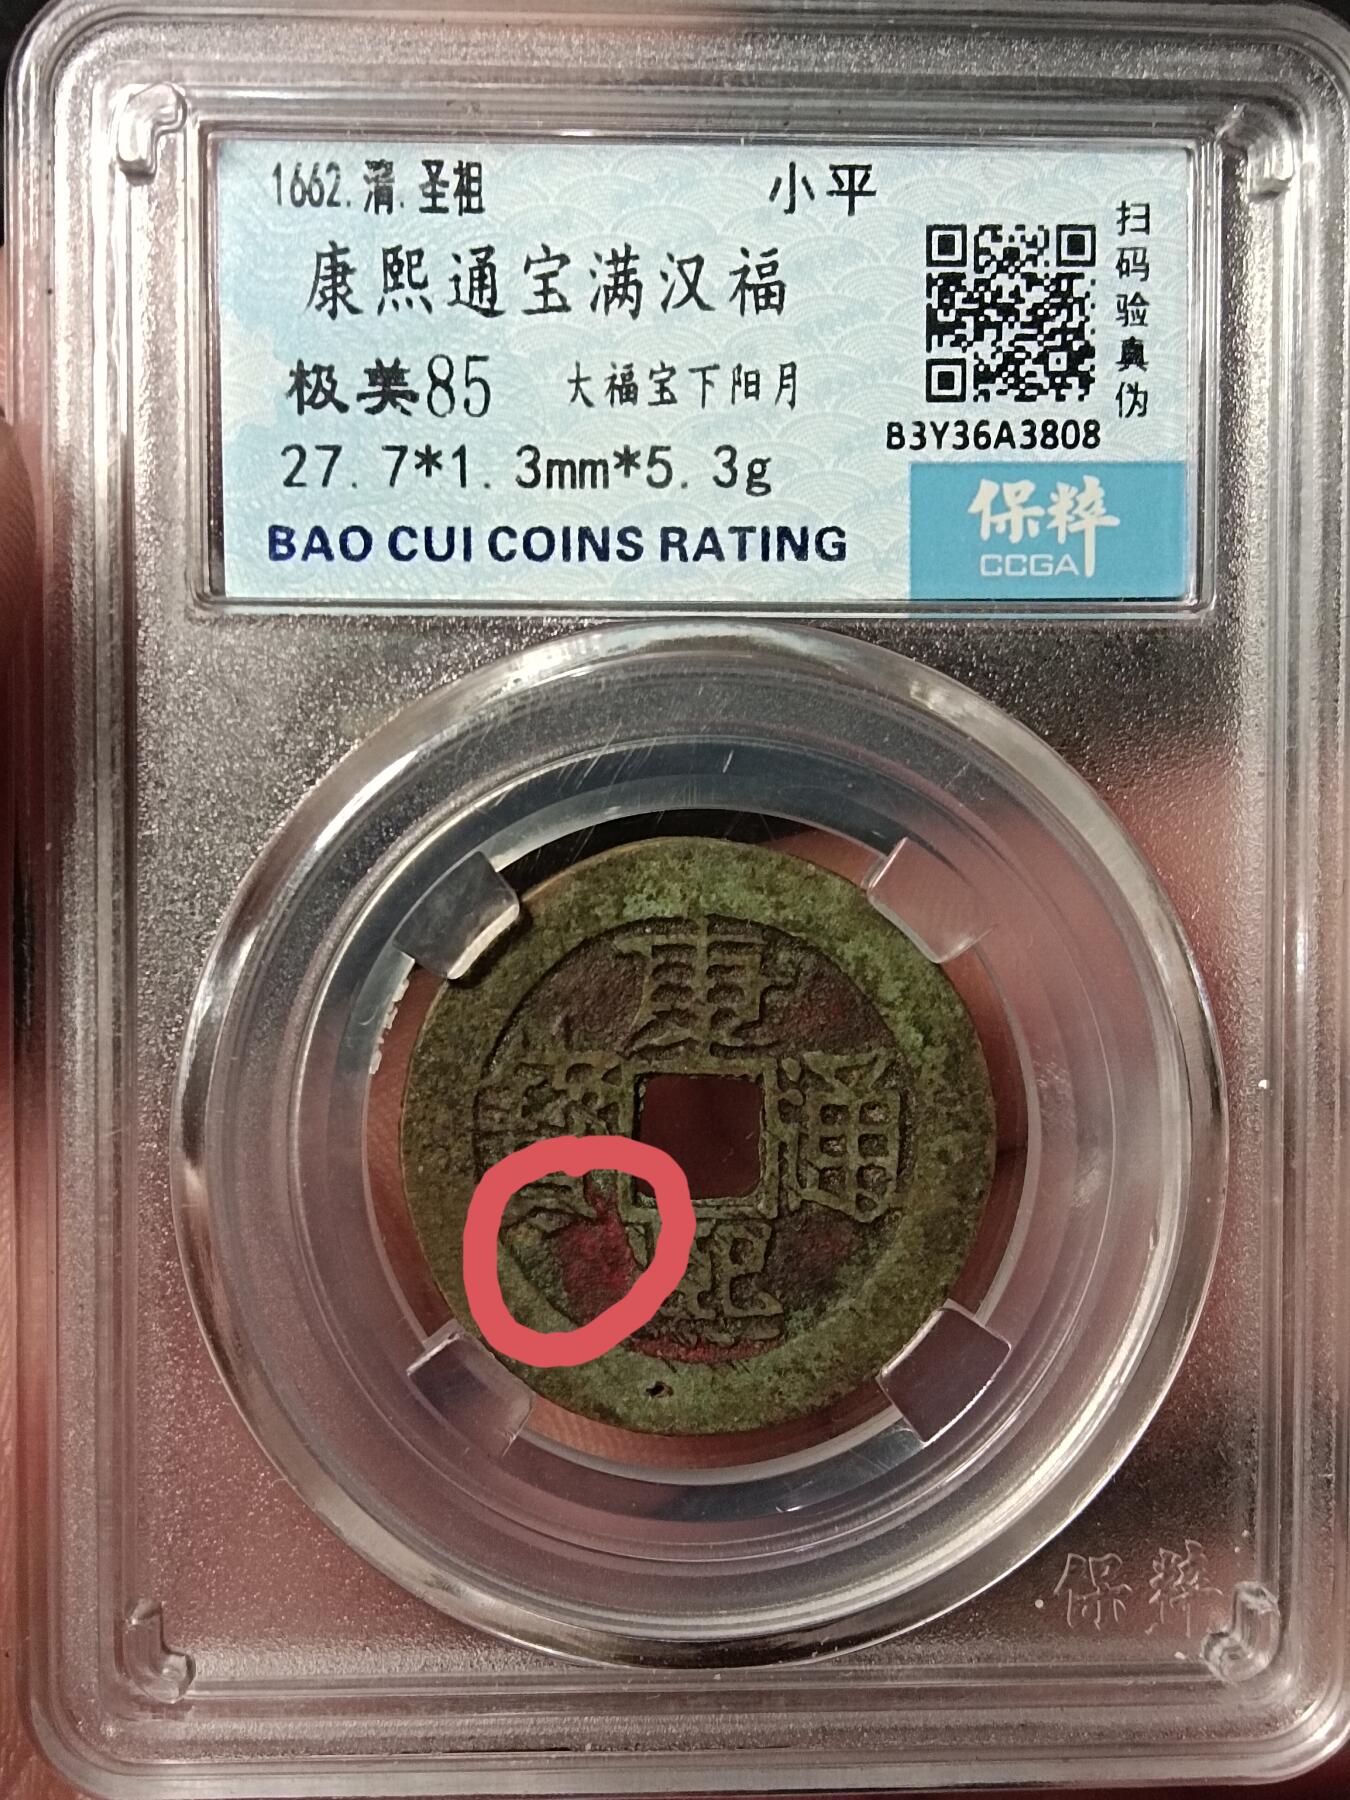 1662.清.圣祖
小平
康熙通宝满汉福
极美85 大福宝下阳月
27.7*1.3mm*5.3g
BAO CUI COINS RATING
扫码验真伪
B3Y36A3808
保粹
CCGA
康熙通寳
保粹